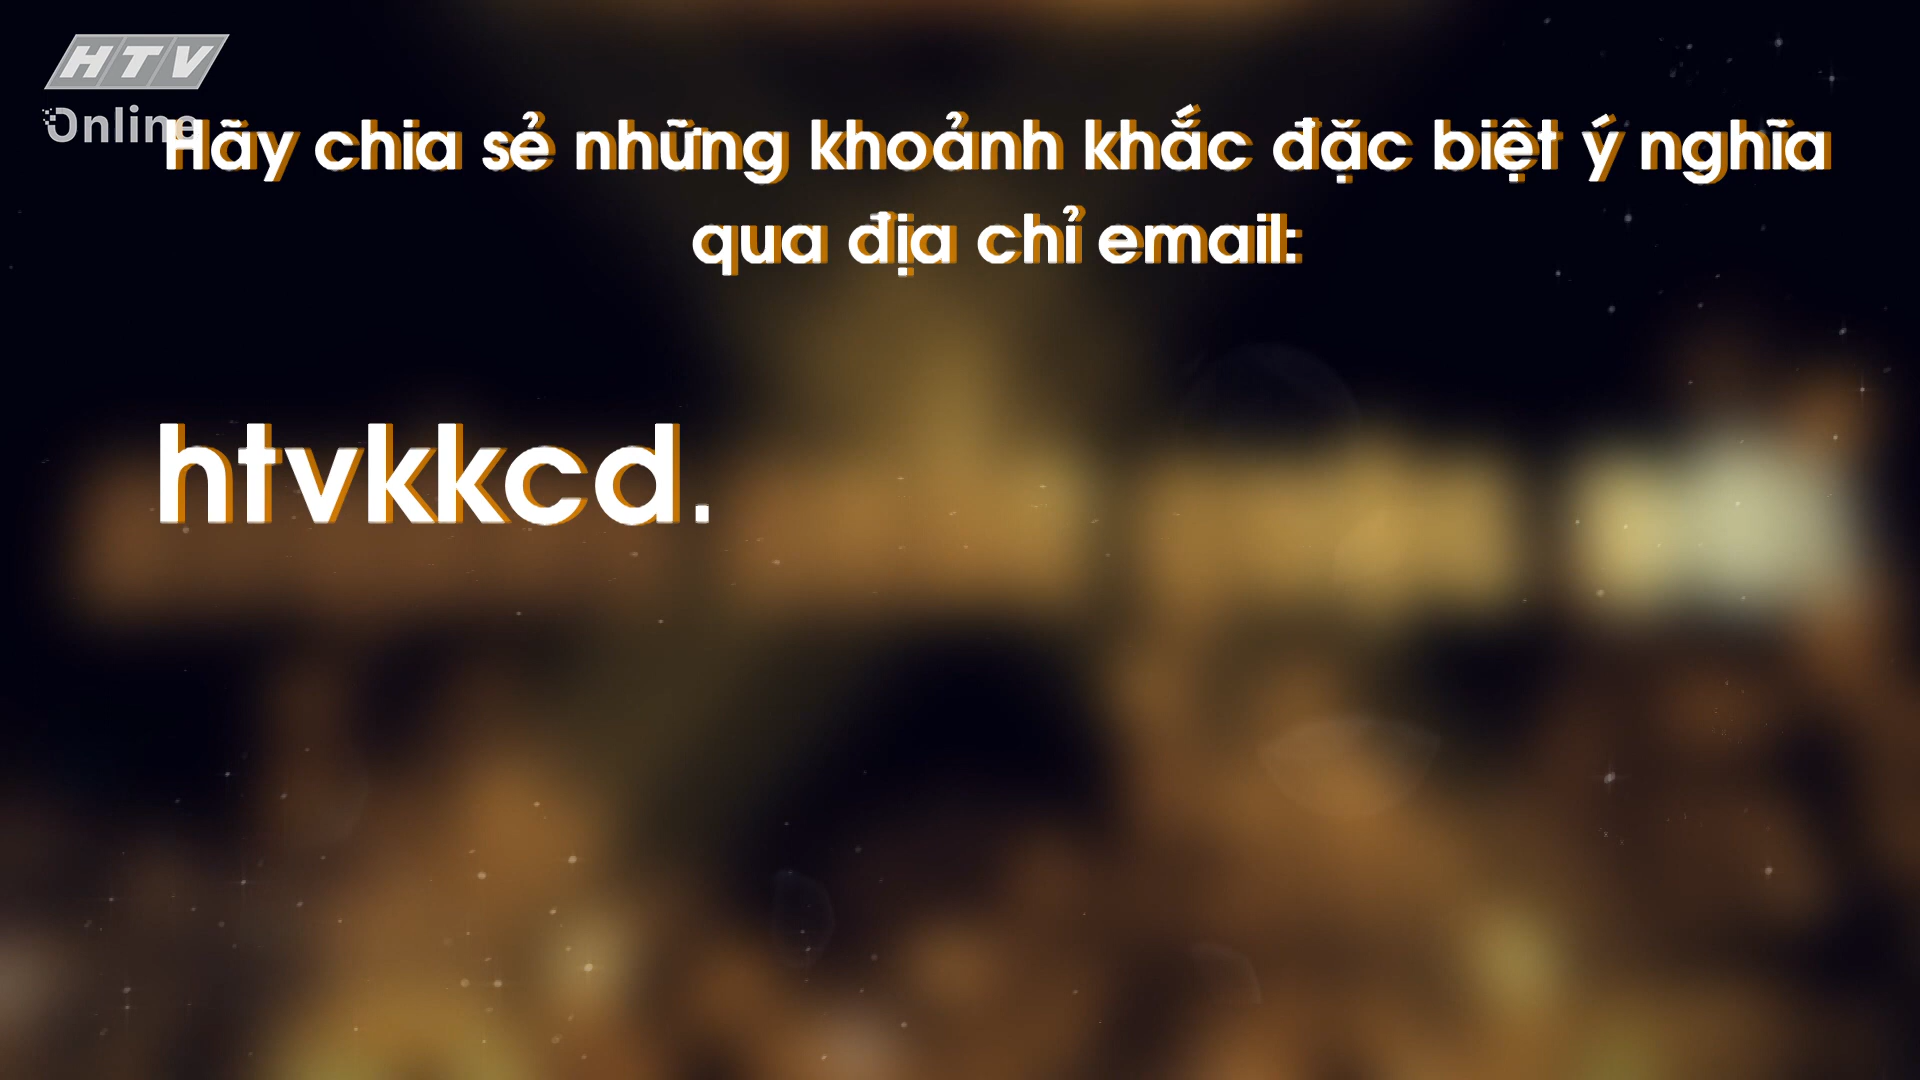 HTV
Online
Hãy chia sẻ những khoảnh khắc đặc biệt ý nghĩa
qua địa chỉ email:
htvkkcd.